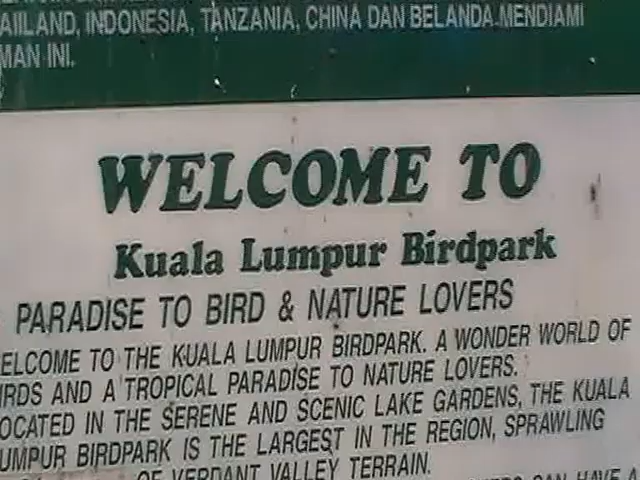 AIILAND, INDONESIA, TANZANIA, CHINA DAN BELANDA MENDIAMI
MAN INI.
WELCOME TO
Kuala Lumpur Birdpark
PARADISE TO BIRD & NATURE LOVERS
ELCOME TO THE KUALA LUMPUR BIRDPARK. A WONDER WORLD OF
IRDS AND A TROPICAL PARADISE TO NATURE LOVERS.
OCATED IN THE SERENE AND SCENIC LAKE GARDENS, THE KUALA
UMPUR BIRDPARK IS THE LARGEST IN THE REGION, SPRAWLING
OF VERDANT VALLEY TERRAIN.
CAN HAVE A